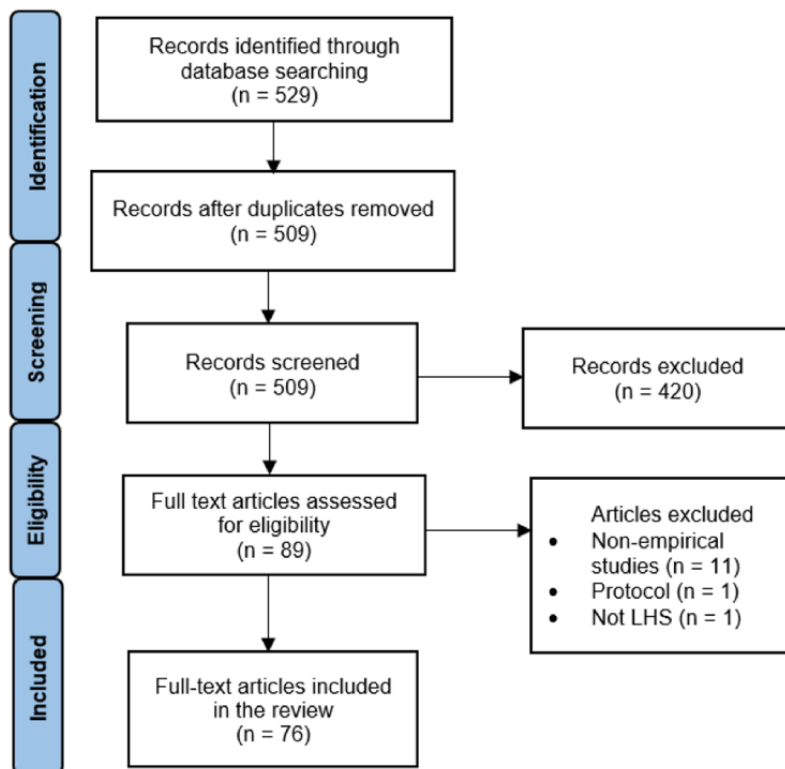 Identification
Records identified through
database searching
(n = 529)
Records after duplicates removed
(n = 509)
Screening
Records screened
(n = 509)
Records excluded
(n = 420)
Eligibility
Full text articles assessed
for eligibility
(n = 89)
Articles excluded
• Non-empirical
studies (n = 11)
• Protocol (n = 1)
• Not LHS (n = 1)
Included
Full-text articles included
in the review
(n = 76)